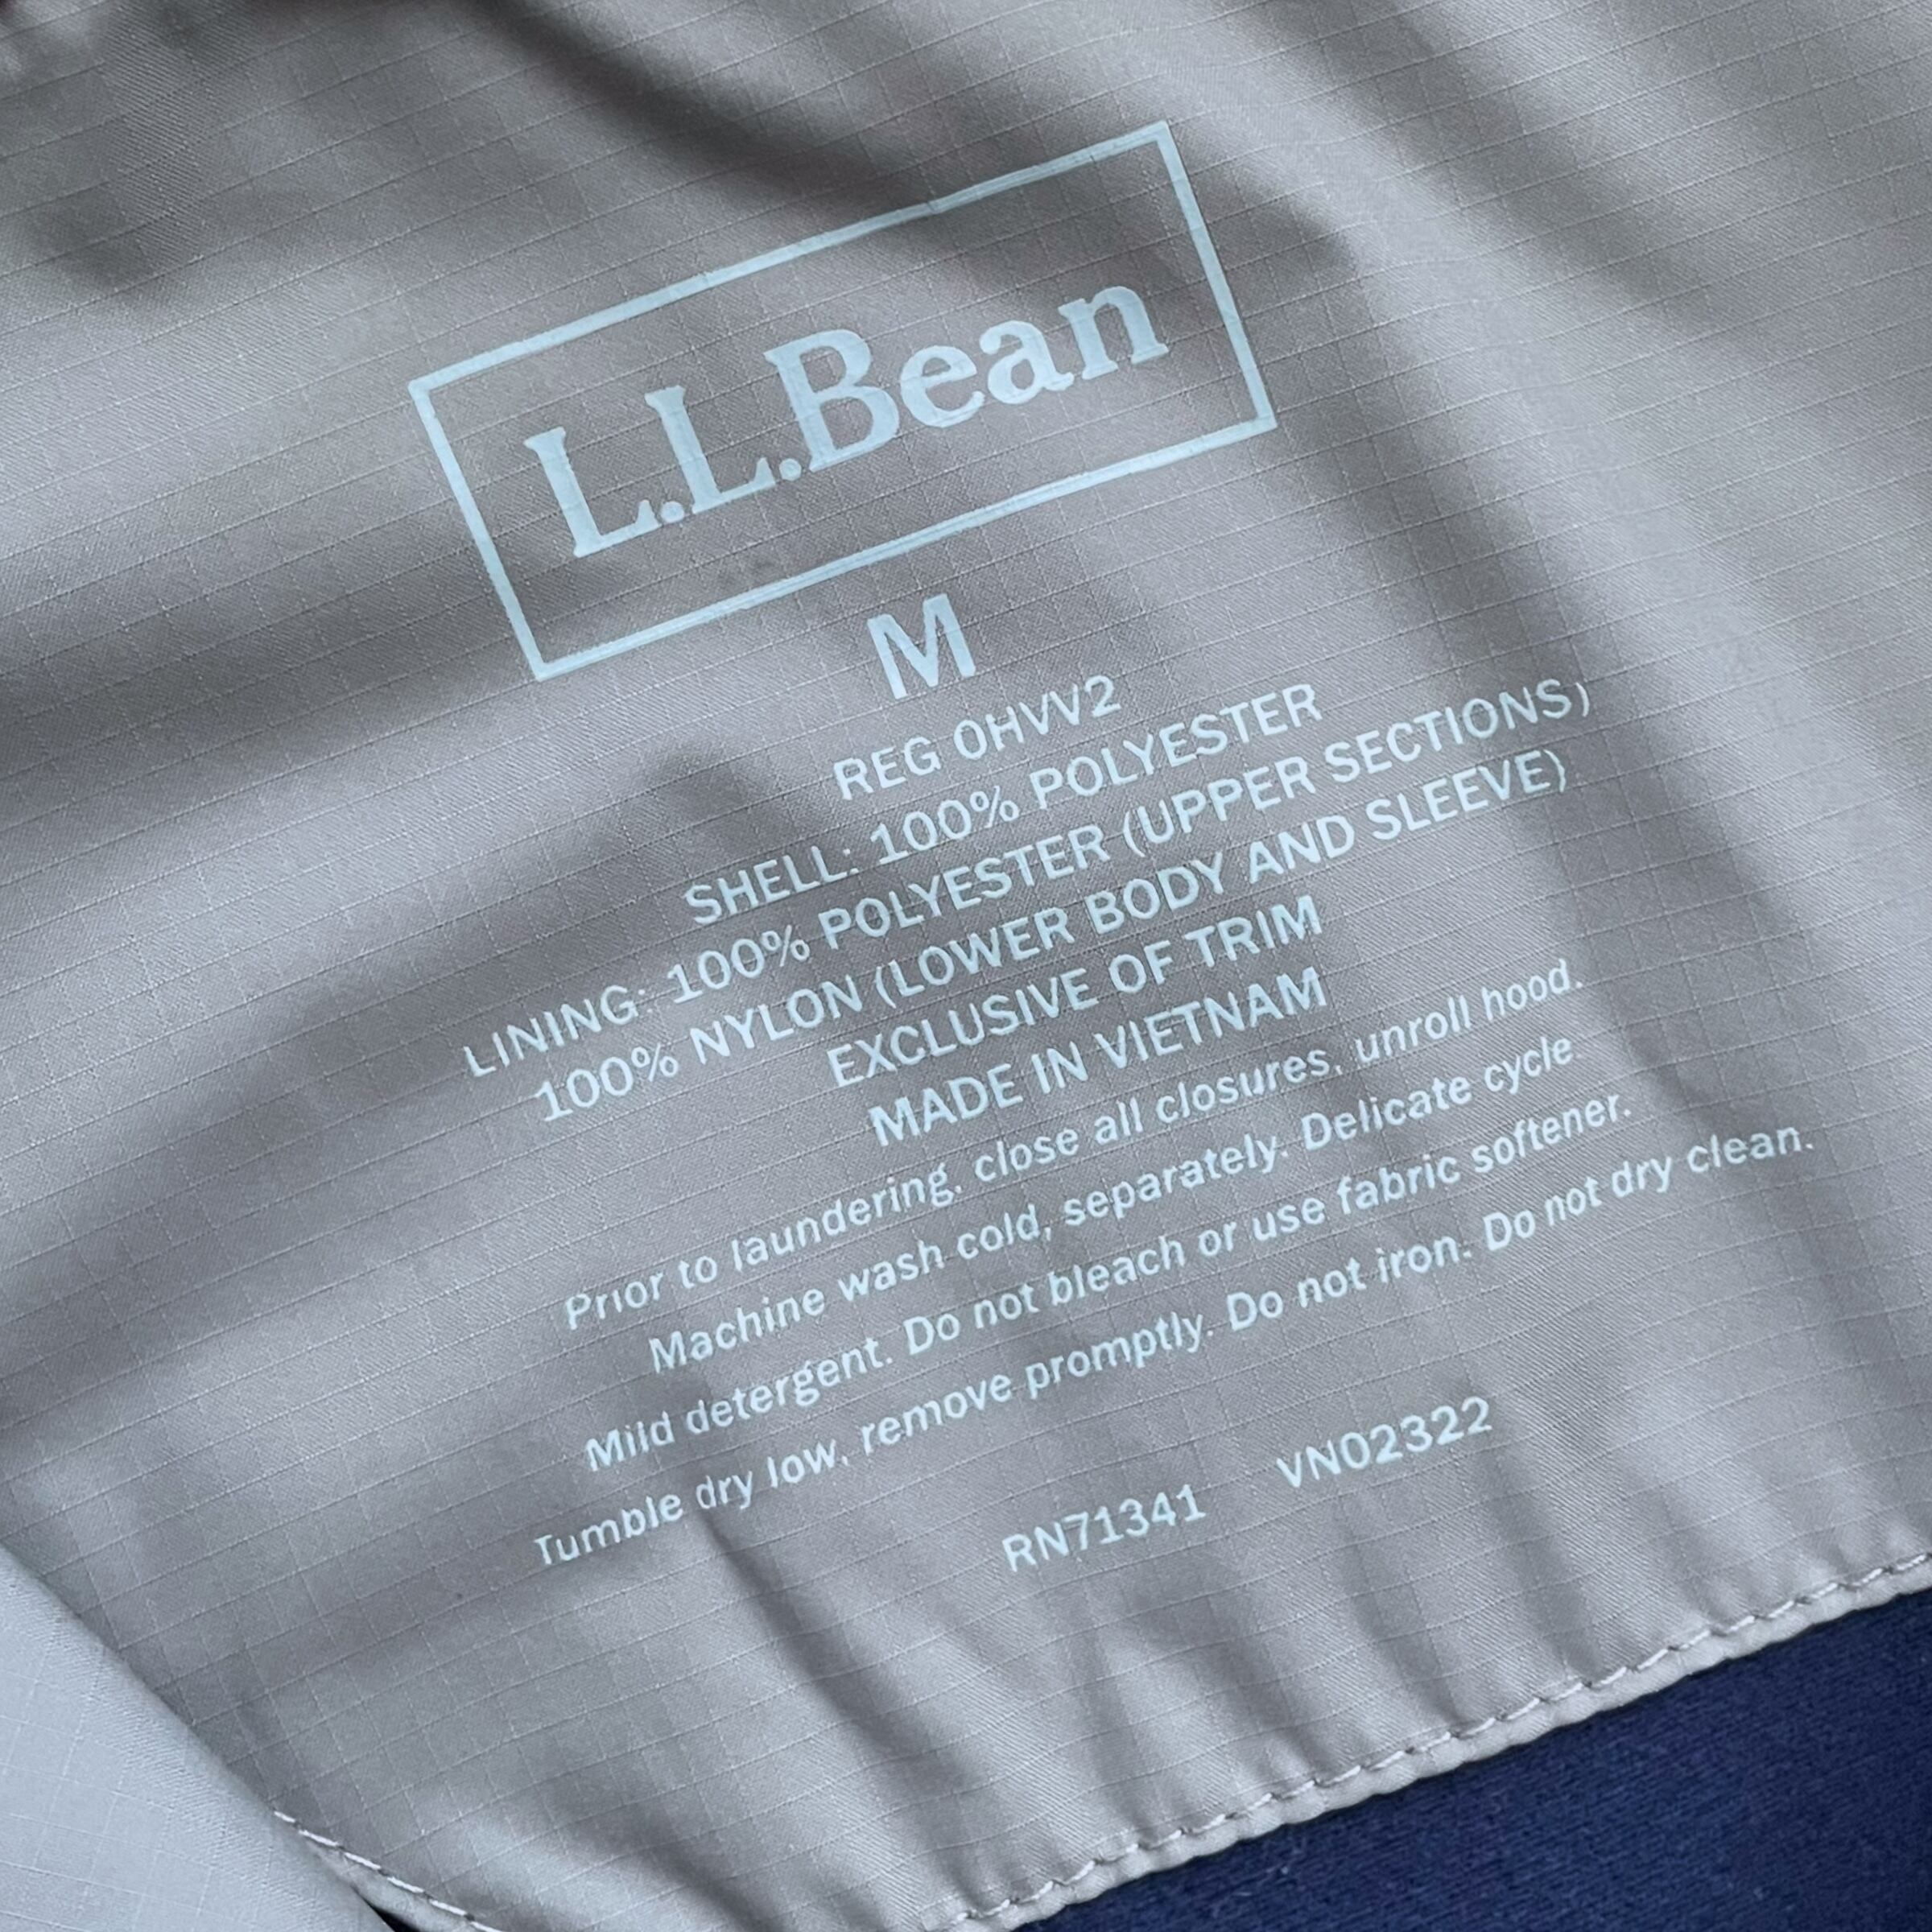 L.L.Bean
M
REG 0HVV2
SHELL: 100% POLYESTER
LINING: 100% POLYESTER (UPPER SECTIONS)
100% NYLON (LOWER BODY AND SLEEVE)
EXCLUSIVE OF TRIM
MADE IN VIETNAM
Prior to laundering, close all closures, unroll hood.
Machine wash cold, separately. Delicate cycle.
Mild detergent. Do not bleach or use fabric softener.
Tumble dry low, remove promptly. Do not iron. Do not dry clean.
RN71341 VN02322